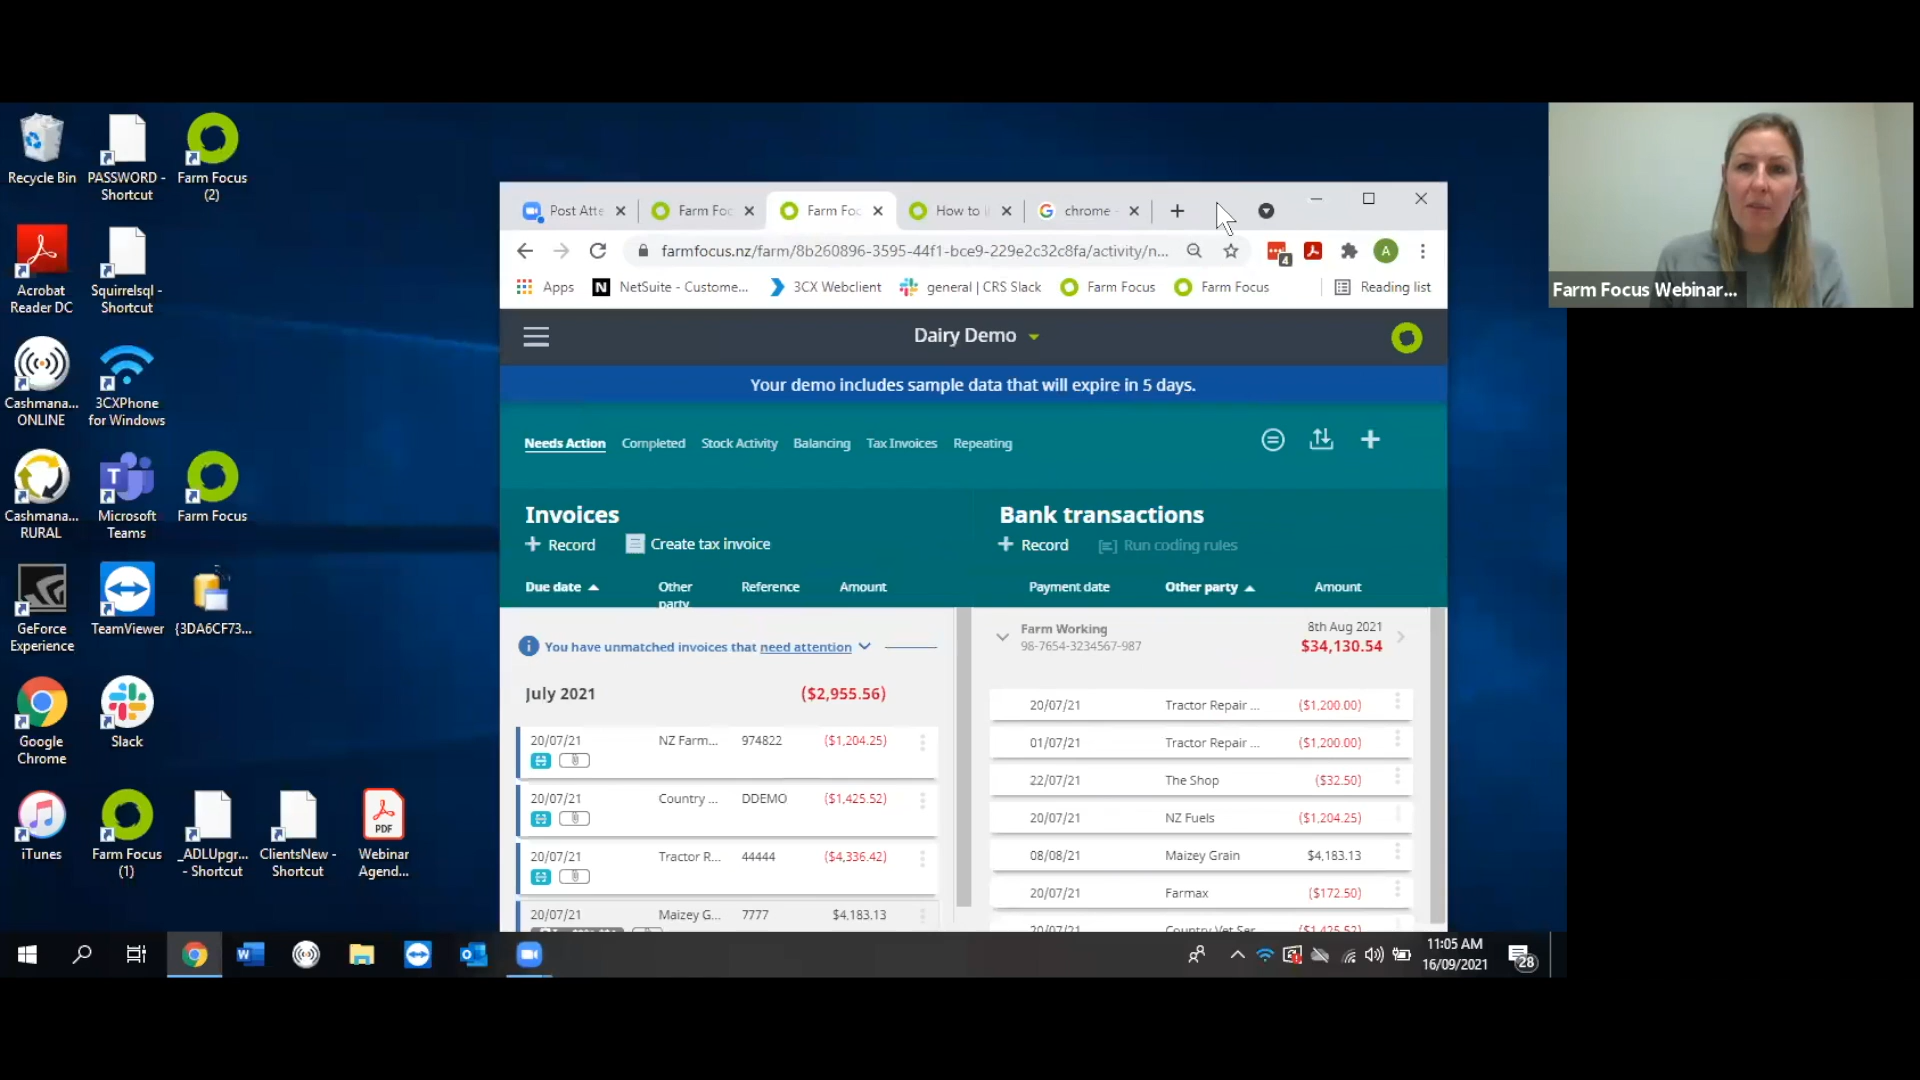 Recycle Bin
PASSWORD -
Shortcut
Farm Focus
(2)
Acrobat
Reader DC
Squirrelsql -
Shortcut
Cashmana...
ONLINE
3CXPhone
for Windows
Cashmana...
RURAL
Microsoft
Teams
Farm Focus
GeForce
Experience
TeamViewer
{3DA6CF73...
Google
Chrome
Slack
iTunes
Farm Focus
(1)
_ADLUpgr...
- Shortcut
ClientsNew -
Shortcut
PDF
Webinar
Agend...
Post Atte
Farm Foc
Farm Foc
How to i
chrome -
farmfocus.nz/farm/8b260896-3595-44f1-bce9-229e2c32c8fa/activity/n...
4
A
Apps
NetSuite - Custome...
3CX Webclient
general | CRS Slack
Farm Focus
Farm Focus
Reading list
Dairy Demo
Your demo includes sample data that will expire in 5 days.
Needs Action Completed Stock Activity Balancing Tax Invoices Repeating
Invoices
Record Create tax invoice
Due date Other party Reference Amount
You have unmatched invoices that need attention
July 2021 ($2,955.56)
20/07/21 NZ Farm... 974822 ($1,204.25)
20/07/21 Country ... DDEMO ($1,425.52)
20/07/21 Tractor R... 44444 ($4,336.42)
20/07/21 Maizey G... 7777 $4,183.13
Bank transactions
Record Run coding rules
Payment date Other party Amount
Farm Working 8th Aug 2021
98-7654-3234567-987 $34,130.54
20/07/21 Tractor Repair ... ($1,200.00)
01/07/21 Tractor Repair ... ($1,200.00)
22/07/21 The Shop ($32.50)
20/07/21 NZ Fuels ($1,204.25)
08/08/21 Maizey Grain $4,183.13
20/07/21 Farmax ($172.50)
20/07/21 Country Vet Ser... ($1,425.52)
11:05 AM
16/09/2021
28
Farm Focus Webinar...